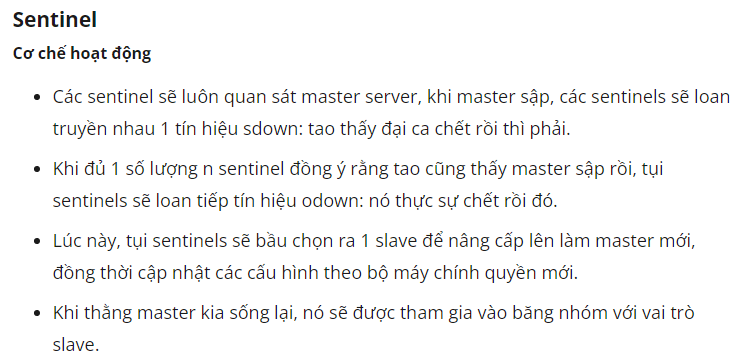 Sentinel
Cơ chế hoạt động
• Các sentinel sẽ luôn quan sát master server, khi master sập, các sentinels sẽ loan
truyền nhau 1 tín hiệu sdown: tao thấy đại ca chết rồi thì phải.
• Khi đủ 1 số lượng n sentinel đồng ý rằng tao cũng thấy master sập rồi, tụi
sentinels sẽ loan tiếp tín hiệu odown: nó thực sự chết rồi đó.
• Lúc này, tụi sentinels sẽ bầu chọn ra 1 slave để nâng cấp lên làm master mới,
đồng thời cập nhật các cấu hình theo bộ máy chính quyền mới.
• Khi thằng master kia sống lại, nó sẽ được tham gia vào băng nhóm với vai trò
slave.